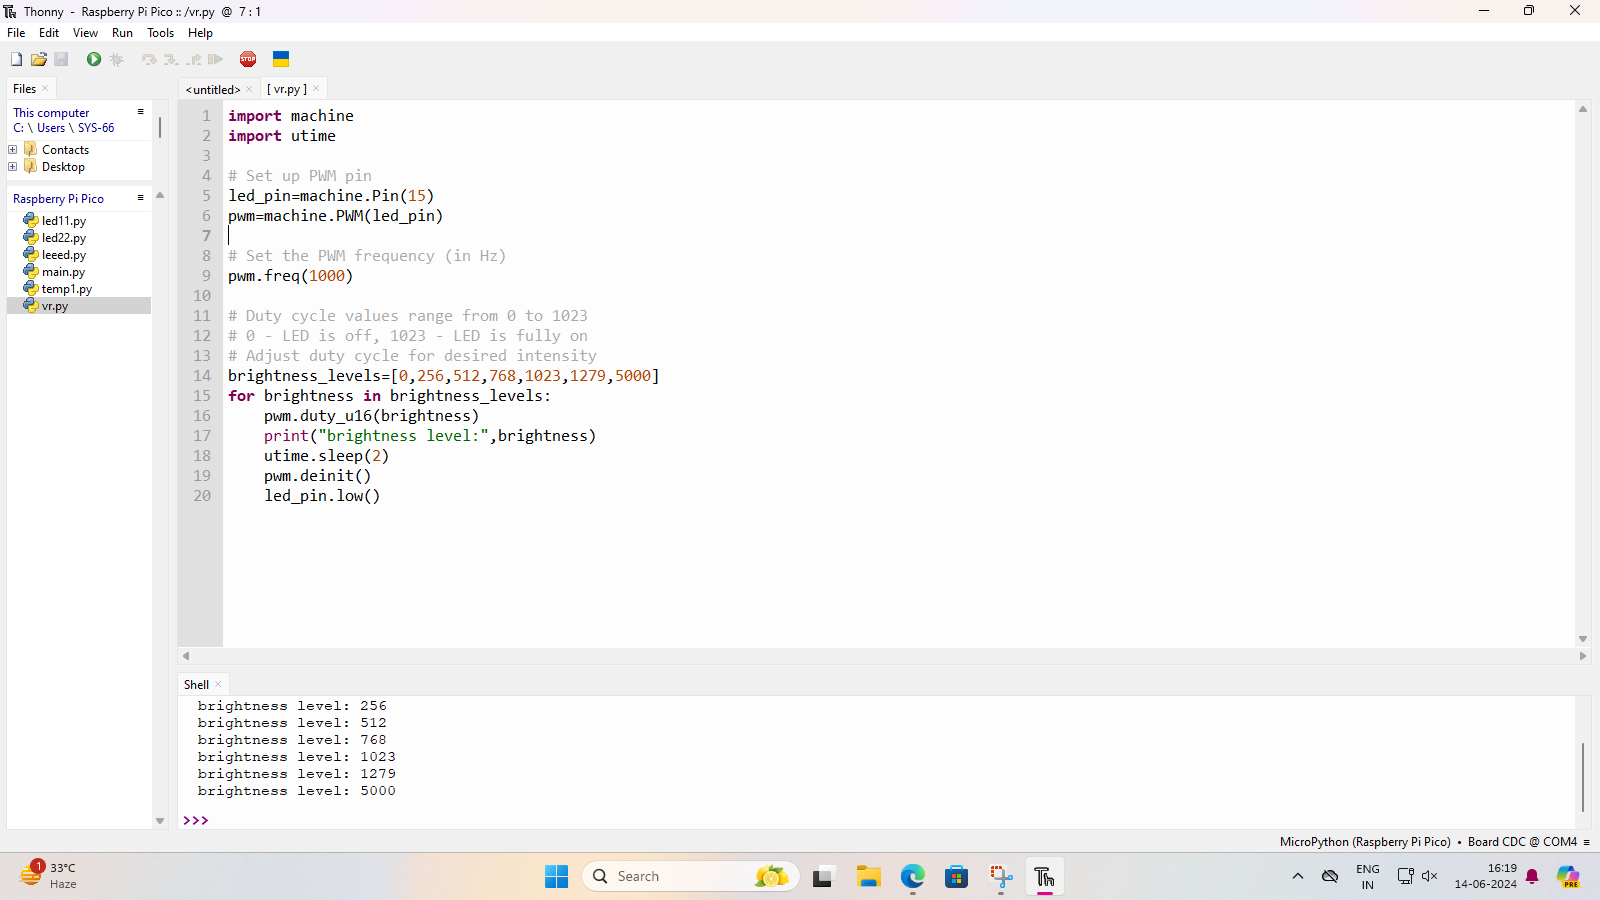 Thonny - Raspberry Pi Pico :: /vr.py @ 7 : 1
File Edit View Run Tools Help
STOP
Files
<untitled> [ vr.py ]
This computer
C: \ Users \ SYS-66
Contacts
Desktop
Raspberry Pi Pico
led11.py
led22.py
leeed.py
main.py
temp1.py
vr.py
1 import machine
2 import utime
3
4 # Set up PWM pin
5 led_pin=machine.Pin(15)
6 pwm=machine.PWM(led_pin)
7
8 # Set the PWM frequency (in Hz)
9 pwm.freq(1000)
10
11 # Duty cycle values range from 0 to 1023
12 # 0 - LED is off, 1023 - LED is fully on
13 # Adjust duty cycle for desired intensity
14 brightness_levels=[0,256,512,768,1023,1279,5000]
15 for brightness in brightness_levels:
16     pwm.duty_u16(brightness)
17     print("brightness level:",brightness)
18     utime.sleep(2)
19     pwm.deinit()
20     led_pin.low()
Shell
brightness level: 256
brightness level: 512
brightness level: 768
brightness level: 1023
brightness level: 1279
brightness level: 5000
>>>
MicroPython (Raspberry Pi Pico) • Board CDC @ COM4
1
33°C
Haze
Search
Th
ENG
IN
16:19
14-06-2024
PRE